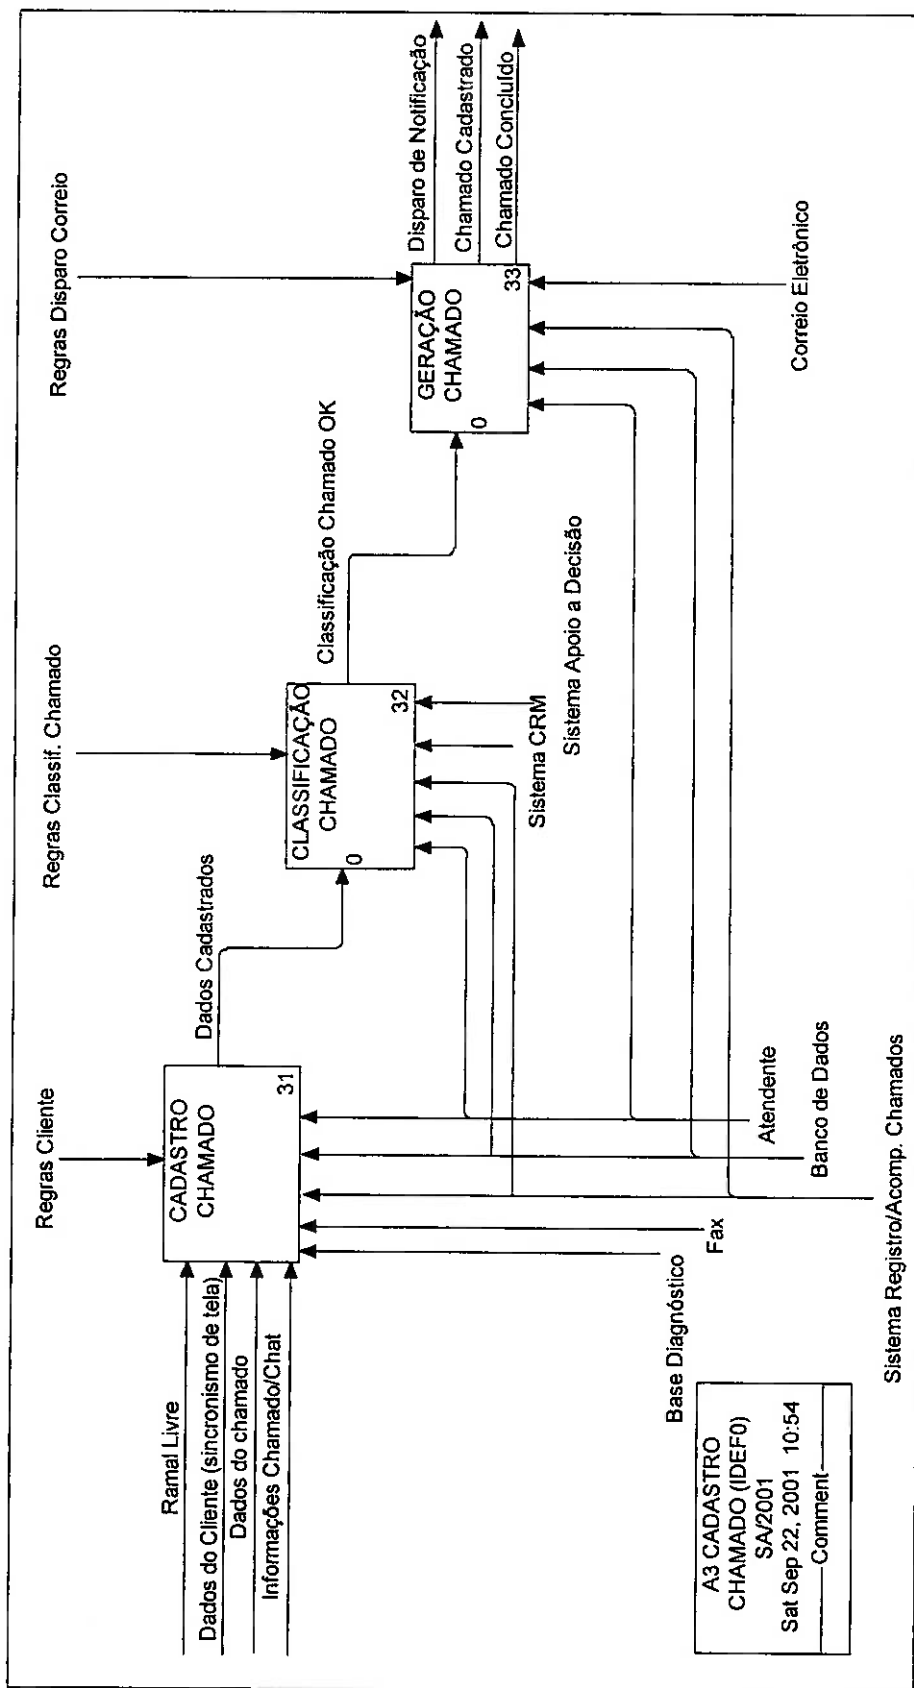 Regras Cliente
Regras Classif. Chamado
Regras Disparo Correio
Ramal Livre
Dados do Cliente (sincronismo de tela)
Dados do chamado
Informações Chamado/Chat
CADASTRO
CHAMADO
31
Dados Cadastrados
CLASSIFICAÇÃO
CHAMADO
0
32
Classificação Chamado OK
GERAÇÃO
CHAMADO
0
33
Disparo de Notificação
Chamado Cadastrado
Chamado Concluído
Sistema CRM
Sistema Apoio a Decisão
Base Diagnóstico
Fax
Atendente
Banco de Dados
Correio Eletrônico
Sistema Registro/Acomp. Chamados
A3 CADASTRO
CHAMADO (IDEF0)
SA/2001
Sat Sep 22, 2001 10:54
Comment